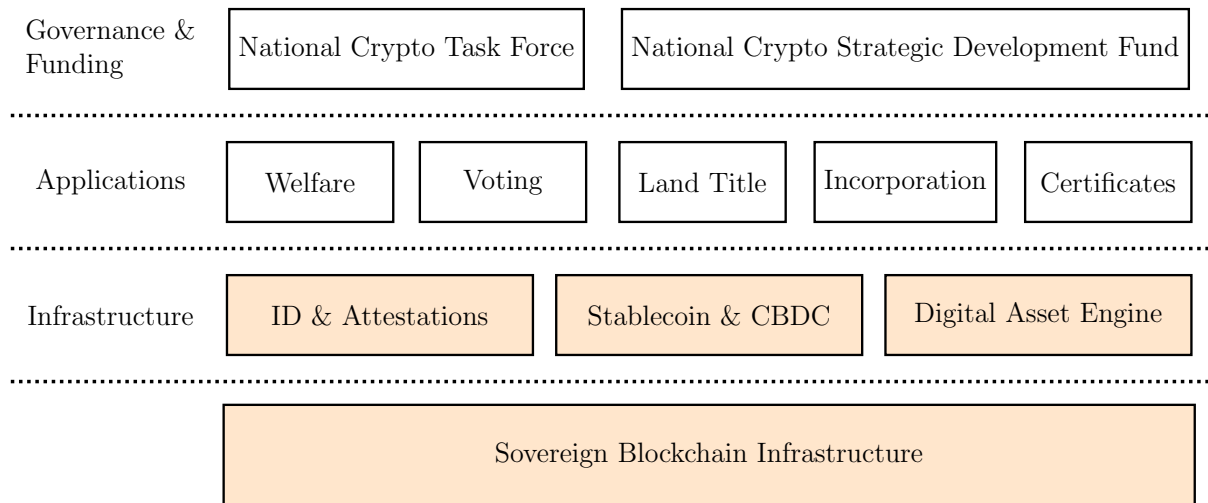 Governance &
Funding
National Crypto Task Force
National Crypto Strategic Development Fund
Applications
Welfare
Voting
Land Title
Incorporation
Certificates
Infrastructure
ID & Attestations
Stablecoin & CBDC
Digital Asset Engine
Sovereign Blockchain Infrastructure